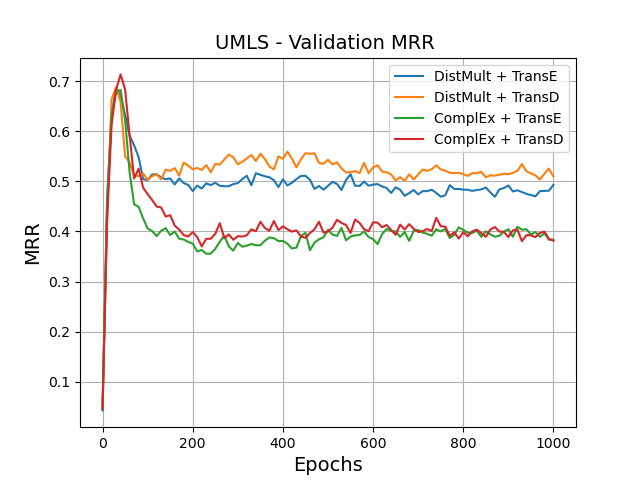 UMLS - Validation MRR
DistMult + TransE
DistMult + TransD
ComplEx + TransE
ComplEx + TransD
MRR
0.7
0.6
0.5
0.4
0.3
0.2
0.1
0 200 400 600 800 1000
Epochs